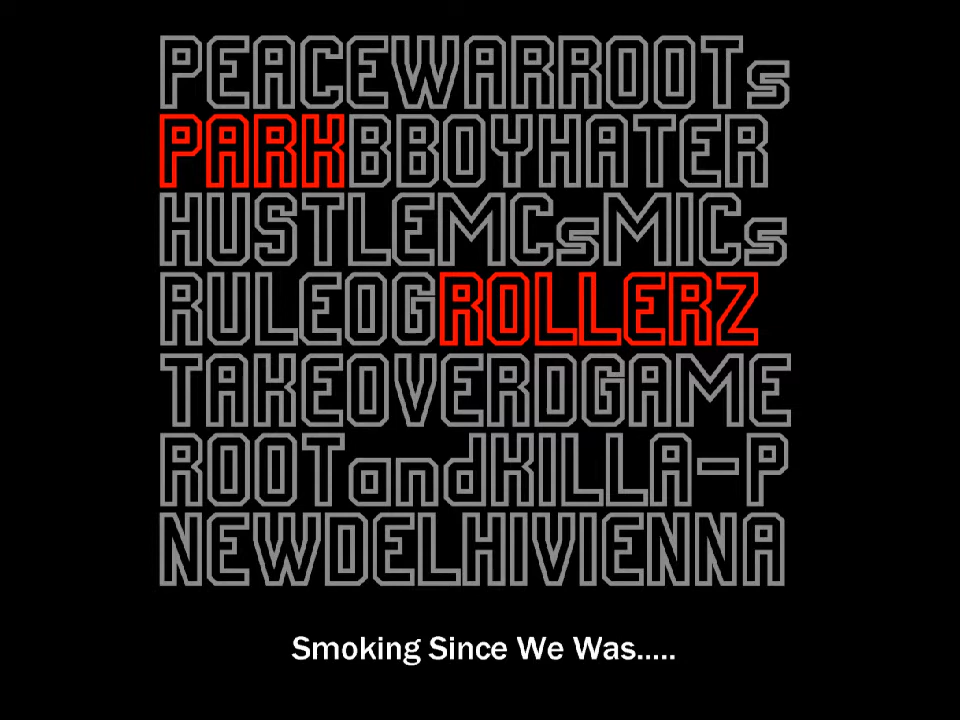 PEACEWARROOTs
PARKBBOYHATER
HUSTLEMCsMICs
RULEOGROLLERZ
TAKEOVERDGAME
ROOTandKILLA-P
NEWDELHIVIENNA
Smoking Since We Was.....